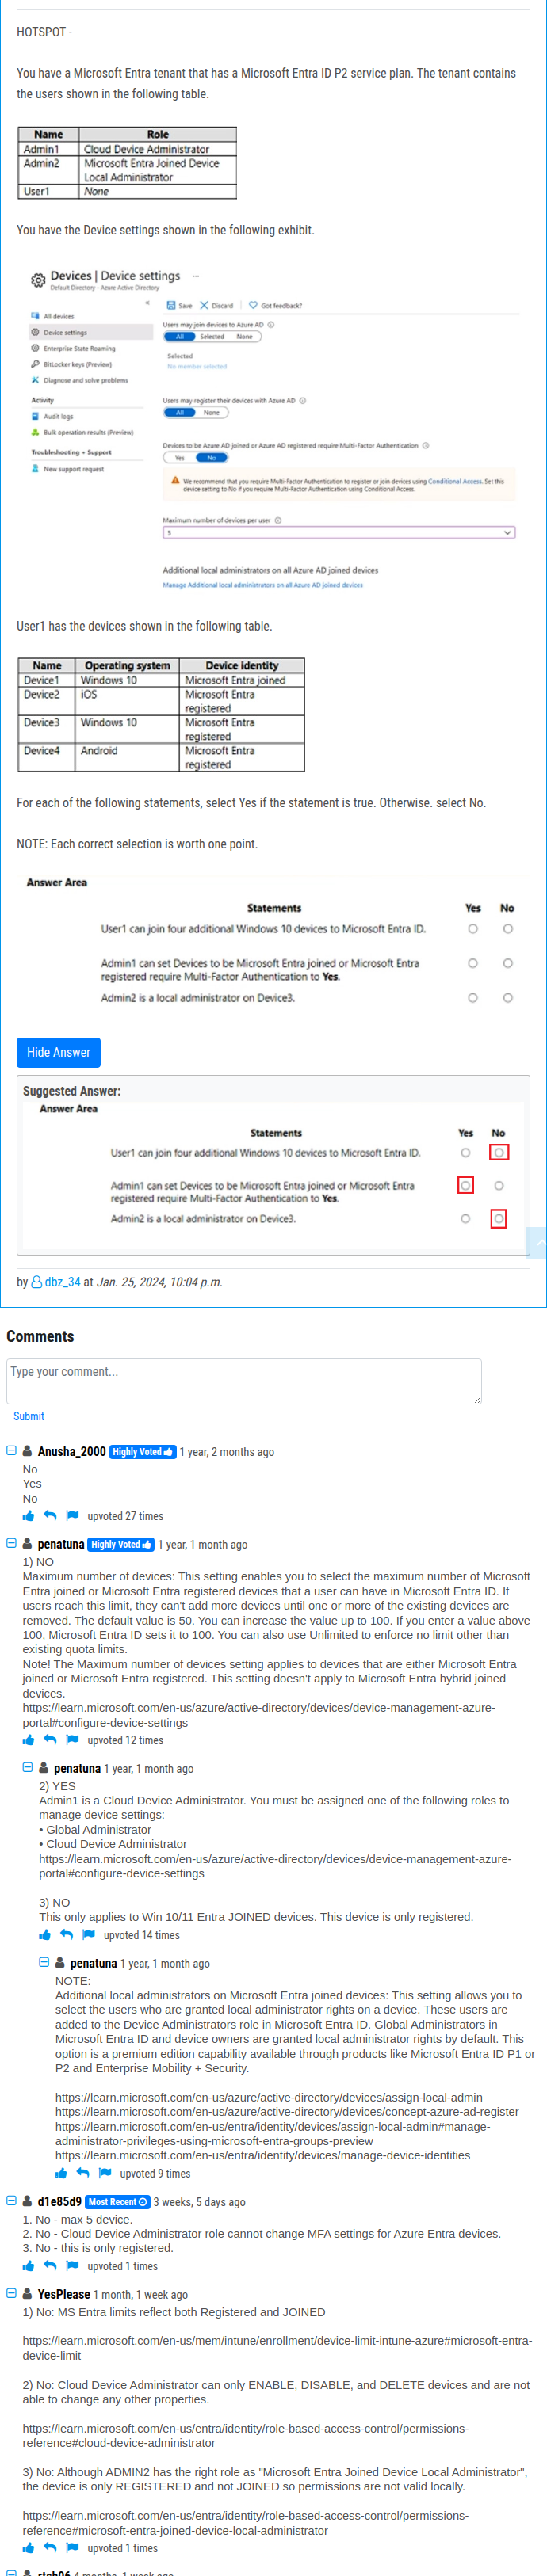 HOTSPOT -
You have a Microsoft Entra tenant that has a Microsoft Entra ID P2 service plan. The tenant contains
the users shown in the following table.
Name Role
Admin1 Cloud Device Administrator
Admin2 Microsoft Entra Joined Device
Local Administrator
User1 None
You have the Device settings shown in the following exhibit.
Devices | Device settings ...
Default Directory - Azure Active Directory
«
Save Discard Got feedback?
All devices
Device settings
Enterprise State Roaming
BitLocker keys (Preview)
Diagnose and solve problems
Activity
Audit logs
Bulk operation results (Preview)
Troubleshooting + Support
New support request
Users may join devices to Azure AD
All Selected None
Selected
No member selected
Users may register their devices with Azure AD
All None
Devices to be Azure AD joined or Azure AD registered require Multi-Factor Authentication
Yes No
We recommend that you require Multi-Factor Authentication to register or join devices using Conditional Access. Set this
device setting to No if you require Multi-Factor Authentication using Conditional Access.
Maximum number of devices per user
5
Additional local administrators on all Azure AD joined devices
Manage Additional local administrators on all Azure AD joined devices
User1 has the devices shown in the following table.
Name Operating system Device identity
Device1 Windows 10 Microsoft Entra joined
Device2 iOS Microsoft Entra
registered
Device3 Windows 10 Microsoft Entra
registered
Device4 Android Microsoft Entra
registered
For each of the following statements, select Yes if the statement is true. Otherwise. select No.
NOTE: Each correct selection is worth one point.
Answer Area
Statements Yes No
User1 can join four additional Windows 10 devices to Microsoft Entra ID.
Admin1 can set Devices to be Microsoft Entra joined or Microsoft Entra
registered require Multi-Factor Authentication to Yes.
Admin2 is a local administrator on Device3.
Hide Answer
Suggested Answer:
Answer Area
Statements Yes No
User1 can join four additional Windows 10 devices to Microsoft Entra ID.
Admin1 can set Devices to be Microsoft Entra joined or Microsoft Entra
registered require Multi-Factor Authentication to Yes.
Admin2 is a local administrator on Device3.
by dbz_34 at Jan. 25, 2024, 10:04 p.m.
Comments
Type your comment...
Submit
Anusha_2000 Highly Voted 1 year, 2 months ago
No
Yes
No
upvoted 27 times
penatuna Highly Voted 1 year, 1 month ago
1) NO
Maximum number of devices: This setting enables you to select the maximum number of Microsoft
Entra joined or Microsoft Entra registered devices that a user can have in Microsoft Entra ID. If
users reach this limit, they can't add more devices until one or more of the existing devices are
removed. The default value is 50. You can increase the value up to 100. If you enter a value above
100, Microsoft Entra ID sets it to 100. You can also use Unlimited to enforce no limit other than
existing quota limits.
Note! The Maximum number of devices setting applies to devices that are either Microsoft Entra
joined or Microsoft Entra registered. This setting doesn't apply to Microsoft Entra hybrid joined
devices.
https://learn.microsoft.com/en-us/azure/active-directory/devices/device-management-azure-
portal#configure-device-settings
upvoted 12 times
penatuna 1 year, 1 month ago
2) YES
Admin1 is a Cloud Device Administrator. You must be assigned one of the following roles to
manage device settings:
• Global Administrator
• Cloud Device Administrator
https://learn.microsoft.com/en-us/azure/active-directory/devices/device-management-azure-
portal#configure-device-settings
3) NO
This only applies to Win 10/11 Entra JOINED devices. This device is only registered.
upvoted 14 times
penatuna 1 year, 1 month ago
NOTE:
Additional local administrators on Microsoft Entra joined devices: This setting allows you to
select the users who are granted local administrator rights on a device. These users are
added to the Device Administrators role in Microsoft Entra ID. Global Administrators in
Microsoft Entra ID and device owners are granted local administrator rights by default. This
option is a premium edition capability available through products like Microsoft Entra ID P1 or
P2 and Enterprise Mobility + Security.
https://learn.microsoft.com/en-us/azure/active-directory/devices/assign-local-admin
https://learn.microsoft.com/en-us/azure/active-directory/devices/concept-azure-ad-register
https://learn.microsoft.com/en-us/entra/identity/devices/assign-local-admin#manage-
administrator-privileges-using-microsoft-entra-groups-preview
https://learn.microsoft.com/en-us/entra/identity/devices/manage-device-identities
upvoted 9 times
d1e85d9 Most Recent 3 weeks, 5 days ago
1. No - max 5 device.
2. No - Cloud Device Administrator role cannot change MFA settings for Azure Entra devices.
3. No - this is only registered.
upvoted 1 times
YesPlease 1 month, 1 week ago
1) No: MS Entra limits reflect both Registered and JOINED
https://learn.microsoft.com/en-us/mem/intune/enrollment/device-limit-intune-azure#microsoft-entra-
device-limit
2) No: Cloud Device Administrator can only ENABLE, DISABLE, and DELETE devices and are not
able to change any other properties.
https://learn.microsoft.com/en-us/entra/identity/role-based-access-control/permissions-
reference#cloud-device-administrator
3) No: Although ADMIN2 has the right role as "Microsoft Entra Joined Device Local Administrator",
the device is only REGISTERED and not JOINED so permissions are not valid locally.
https://learn.microsoft.com/en-us/entra/identity/role-based-access-control/permissions-
reference#microsoft-entra-joined-device-local-administrator
upvoted 1 times